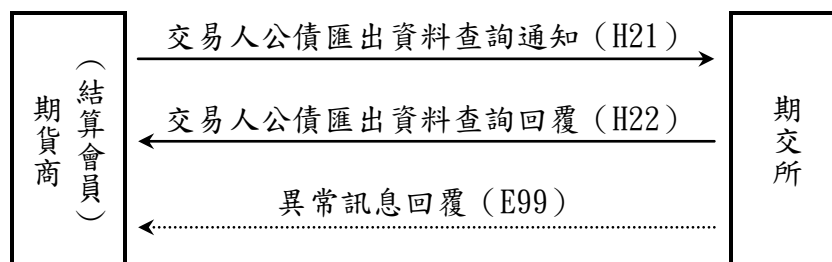 期貨商
（結算會員）
交易人公債匯出資料查詢通知（H21）
交易人公債匯出資料查詢回覆（H22）
異常訊息回覆（E99）
期交所